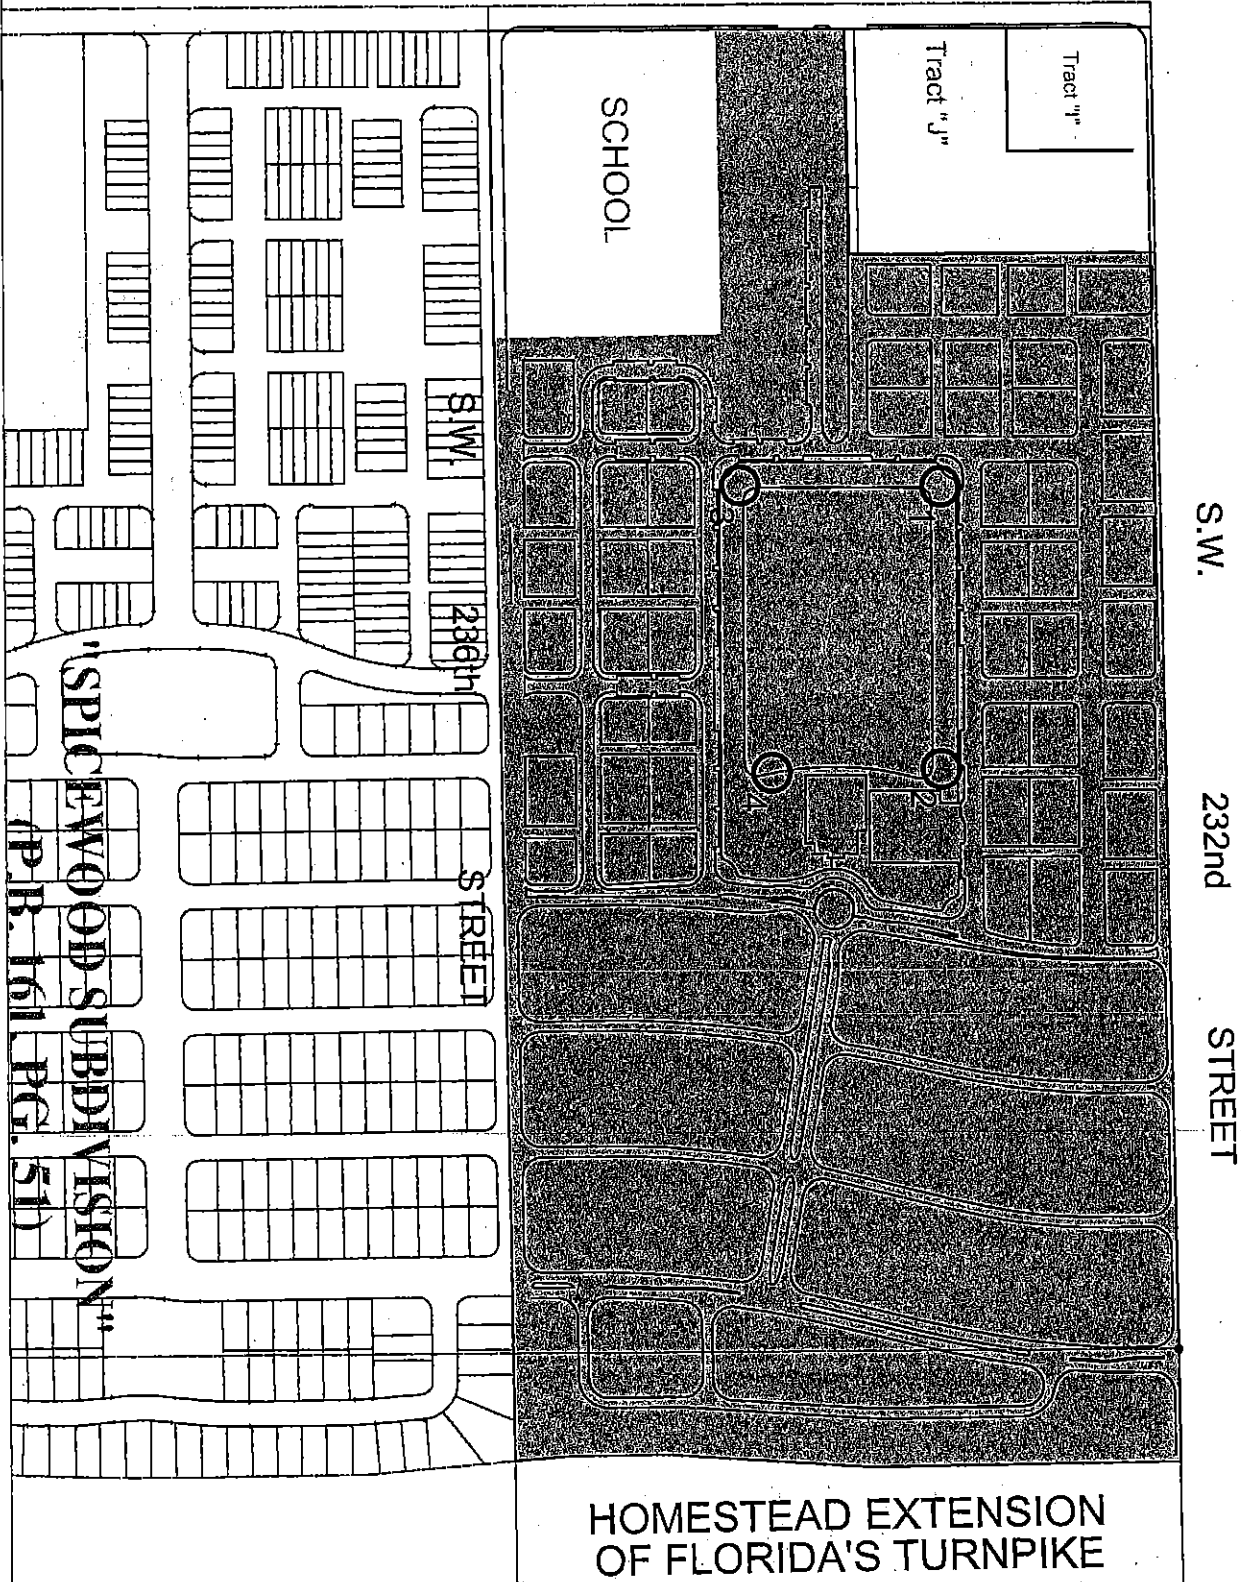 S.W. 232nd STREET
Tract "I"
Tract "J"
SCHOOL
1
2
3
4
S.W. 236th STREET
"SPICEWOOD SUBDIVISION"
(P.B. 161, PG. 51)
HOMESTEAD EXTENSION
OF FLORIDA'S TURNPIKE